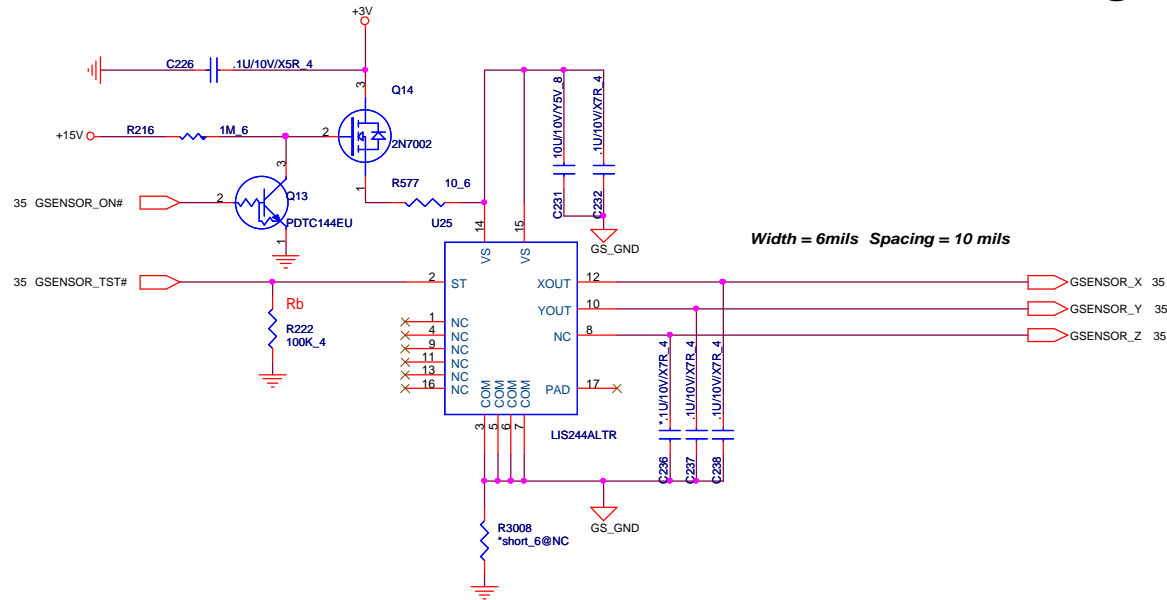 +3V
C226 .1U/10V/X5R_4
3
Q14
+15V R216 1M_6 2
2N7002
1
3
35 GSENSOR_ON# 2 Q13
PDTC144EU
1
R577 10_6
U25
10U/10V/Y5V_8
.1U/10V/X7R_4
C231
C232
GS_GND
Width = 6mils Spacing = 10 mils
14
15
VS
VS
35 GSENSOR_TST# 2 ST XOUT 12 GSENSOR_X 35
YOUT 10 GSENSOR_Y 35
NC 8 GSENSOR_Z 35
Rb
R222
100K_4
1 NC
4 NC
9 NC
11 NC
13 NC
16 NC
PAD 17
COM
COM
COM
COM
3
5
6
7
LIS244ALTR
*.1U/10V/X7R_4
.1U/10V/X7R_4
.1U/10V/X7R_4
C236
C237
C238
GS_GND
R3008
*short_6@NC